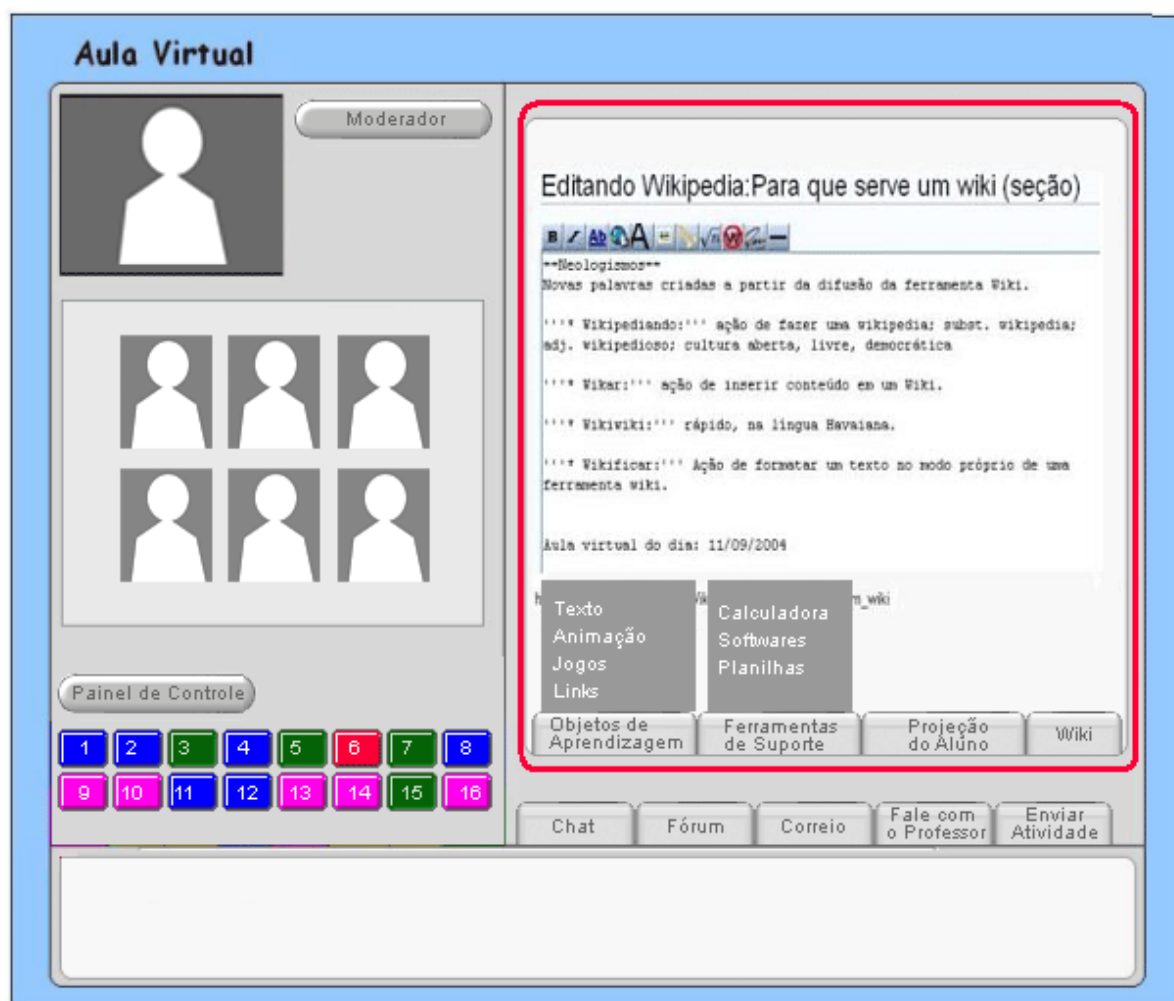 Aula Virtual
Moderador
Editando Wikipedia:Para que serve um wiki (seção)
B I Ab A
==Neologismos==
Novas palavras criadas a partir da difusão da ferramenta Wiki.
'''* Wikipediando:''' ação de fazer uma wikipedia; subst. wikipedia;
adj. wikipedioso; cultura aberta, livre, democrática
'''* Wikar:''' ação de inserir conteúdo em um Wiki.
'''* Wikiwiki:''' rápido, na língua Havaiana.
'''* Wikificar:''' Ação de formatar um texto no modo próprio de uma
ferramenta wiki.
Aula virtual do dia: 11/09/2004
m_wiki
Texto
Animação
Jogos
Links
Calculadora
Softwares
Planilhas
Objetos de
Aprendizagem
Ferramentas
de Suporte
Projeção
do Aluno
Wiki
Painel de Controle
1 2 3 4 5 6 7 8
9 10 11 12 13 14 15 16
Chat
Fórum
Correio
Fale com
o Professor
Enviar
Atividade